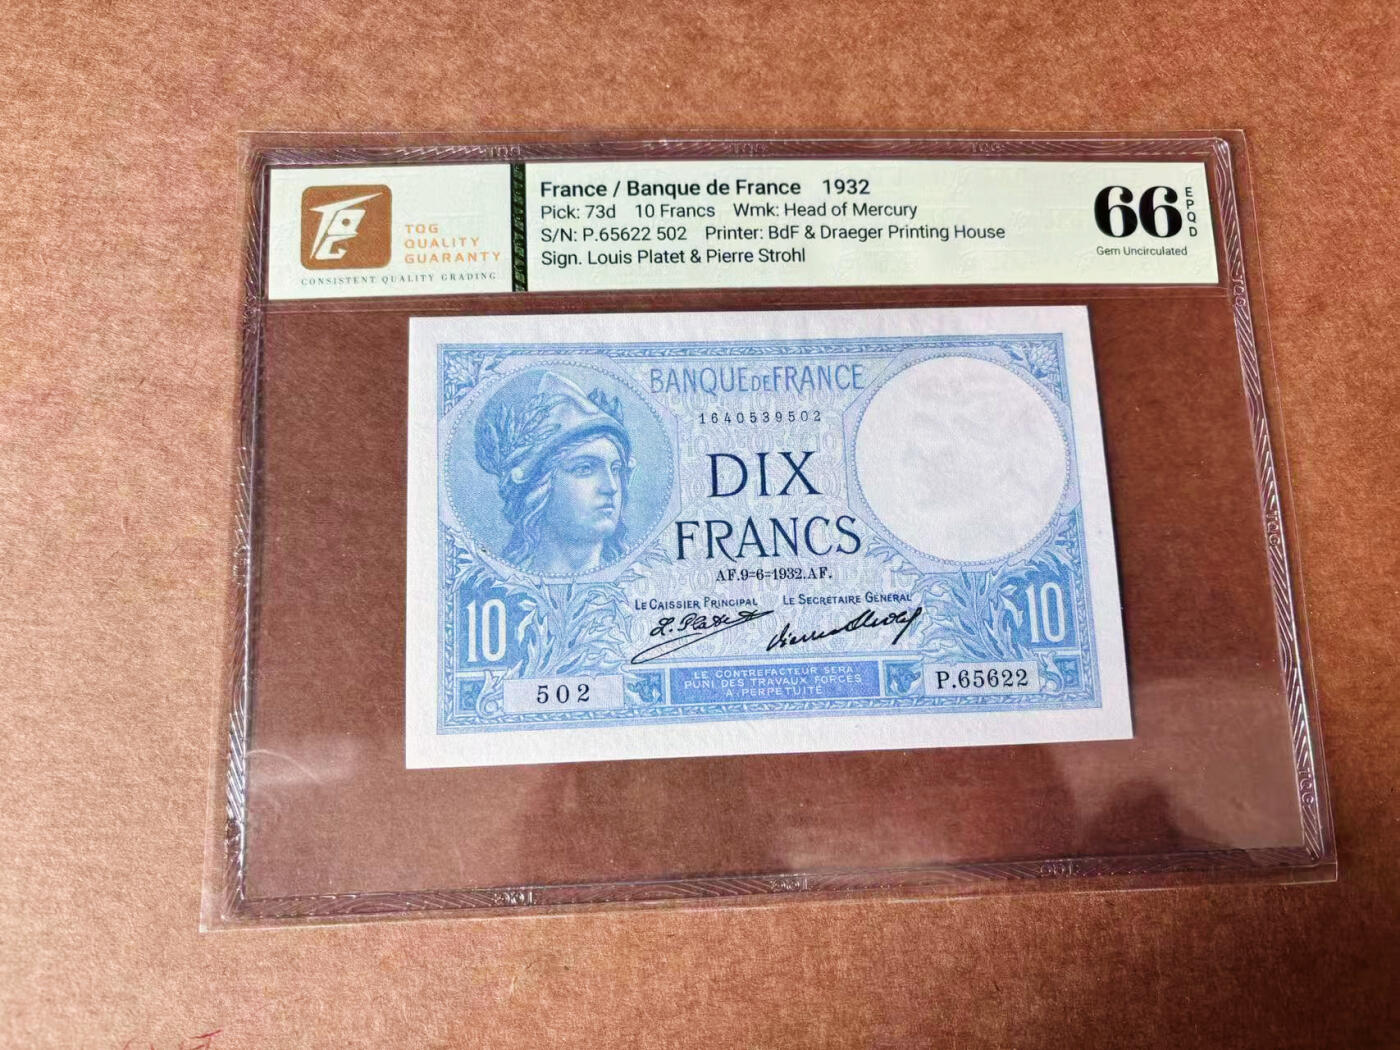 TQG
QUALITY
GUARANTY
CONSISTENT QUALITY GRADING
France / Banque de France 1932
Pick: 73d 10 Francs Wmk: Head of Mercury
S/N: P.65622 502 Printer: BdF & Draeger Printing House
Sign. Louis Platet & Pierre Strohl
66
EPQD
Gem Uncirculated
BANQUE DE FRANCE
1640539502
DIX
FRANCS
AF.9=6=1932.AF.
LE CAISSIER PRINCIPAL LE SECRÉTAIRE GÉNÉRAL
L. Platet
10 10
LE CONTREFACTEUR SERA
PUNI DES TRAVAUX FORCÉS
A PERPÉTUITÉ
502 P.65622